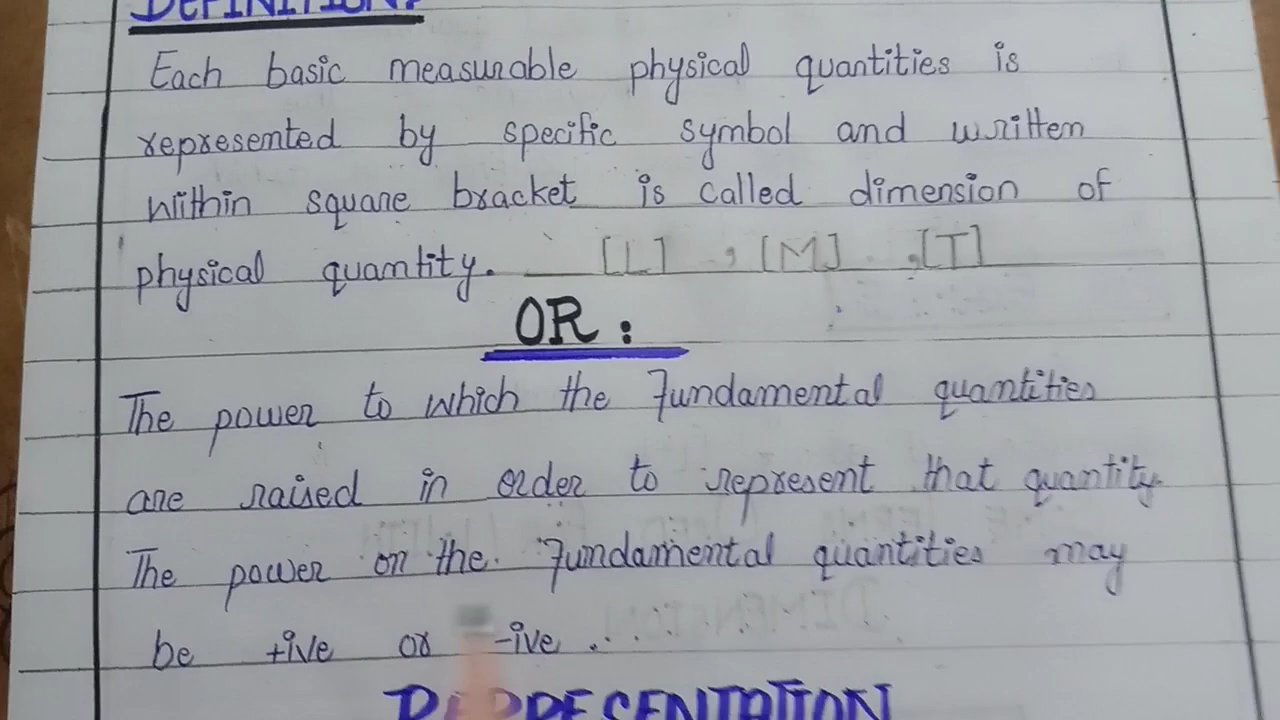 DEFINITION:
Each basic measurable physical quantities is
represented by specific symbol and written
within square bracket is called dimension of
physical quantity. [L] , [M] , [T]
OR :
The power to which the fundamental quantities
are raised in order to represent that quantity.
The power on the fundamental quantities may
be +ive or -ive .
REPRESENTATION